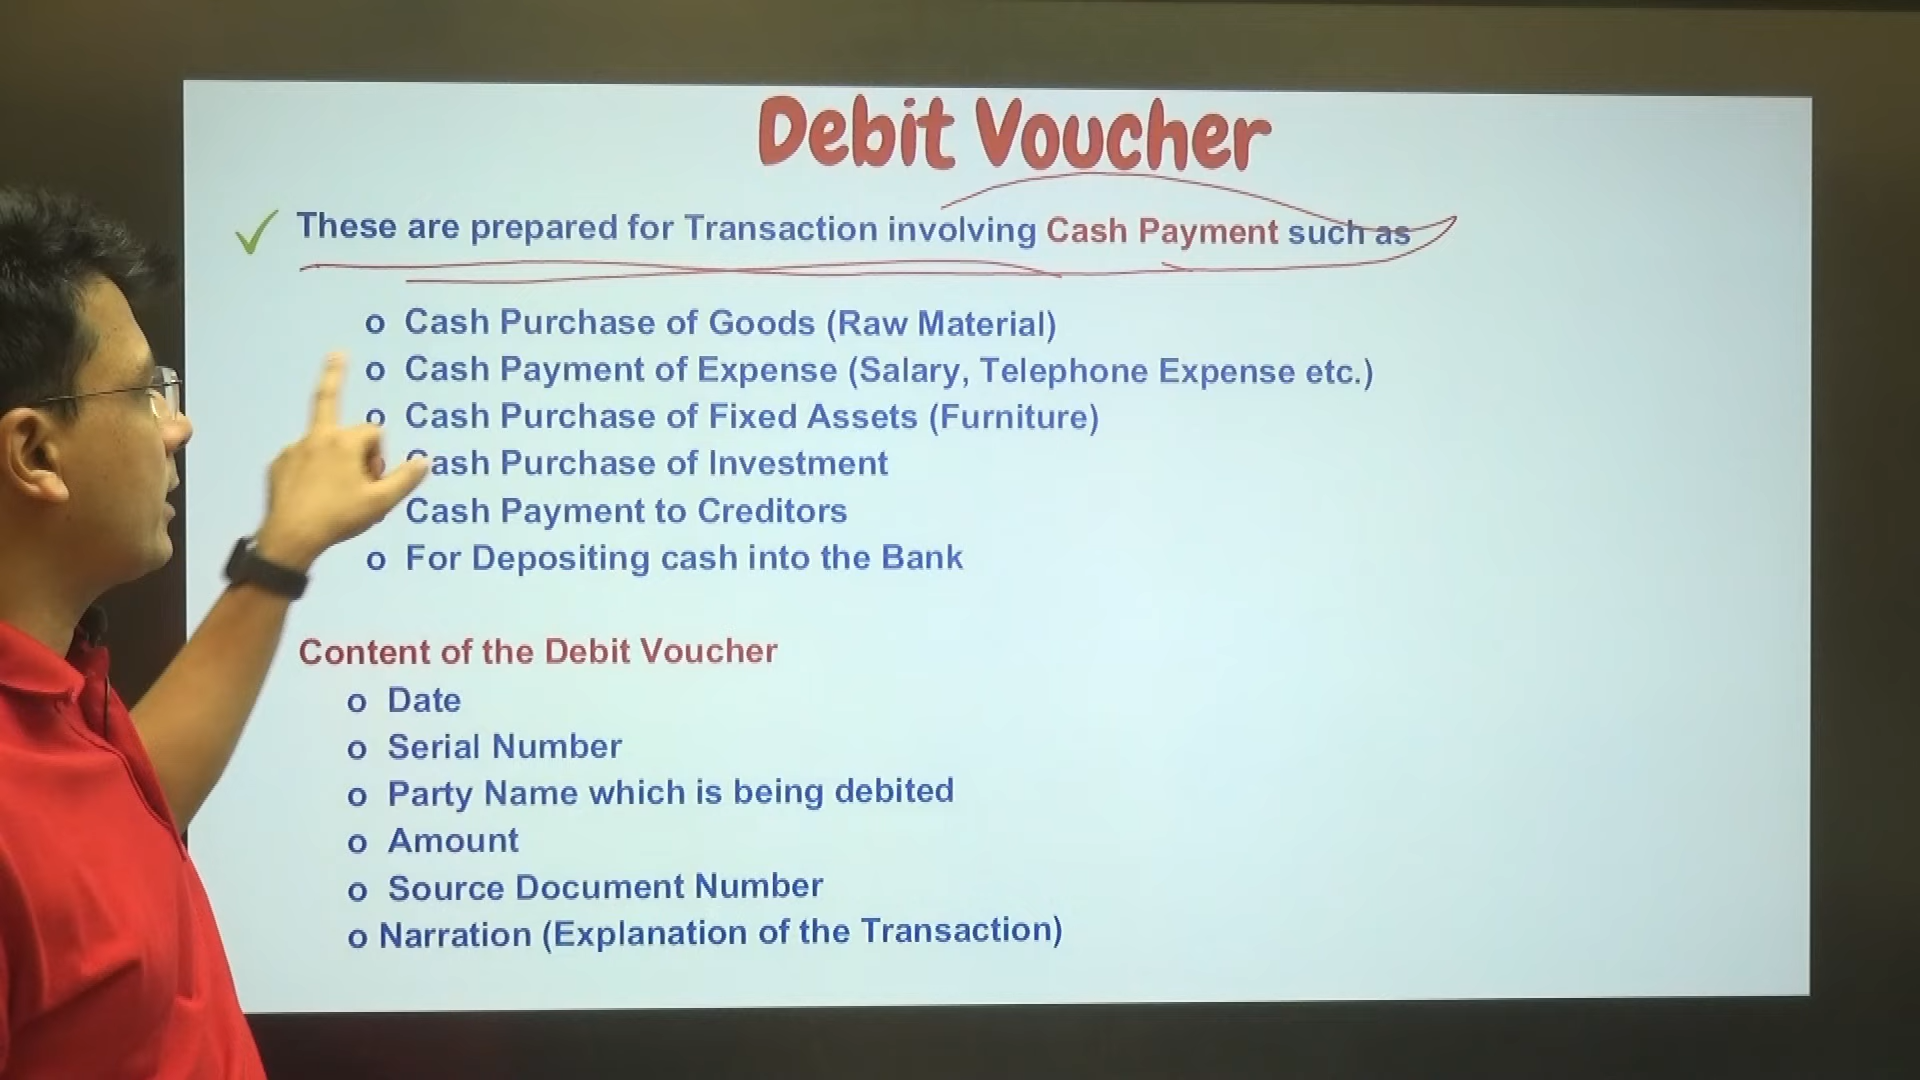 Debit Voucher
These are prepared for Transaction involving Cash Payment such as
o Cash Purchase of Goods (Raw Material)
o Cash Payment of Expense (Salary, Telephone Expense etc.)
o Cash Purchase of Fixed Assets (Furniture)
Cash Purchase of Investment
Cash Payment to Creditors
o For Depositing cash into the Bank
Content of the Debit Voucher
o Date
o Serial Number
o Party Name which is being debited
o Amount
o Source Document Number
o Narration (Explanation of the Transaction)